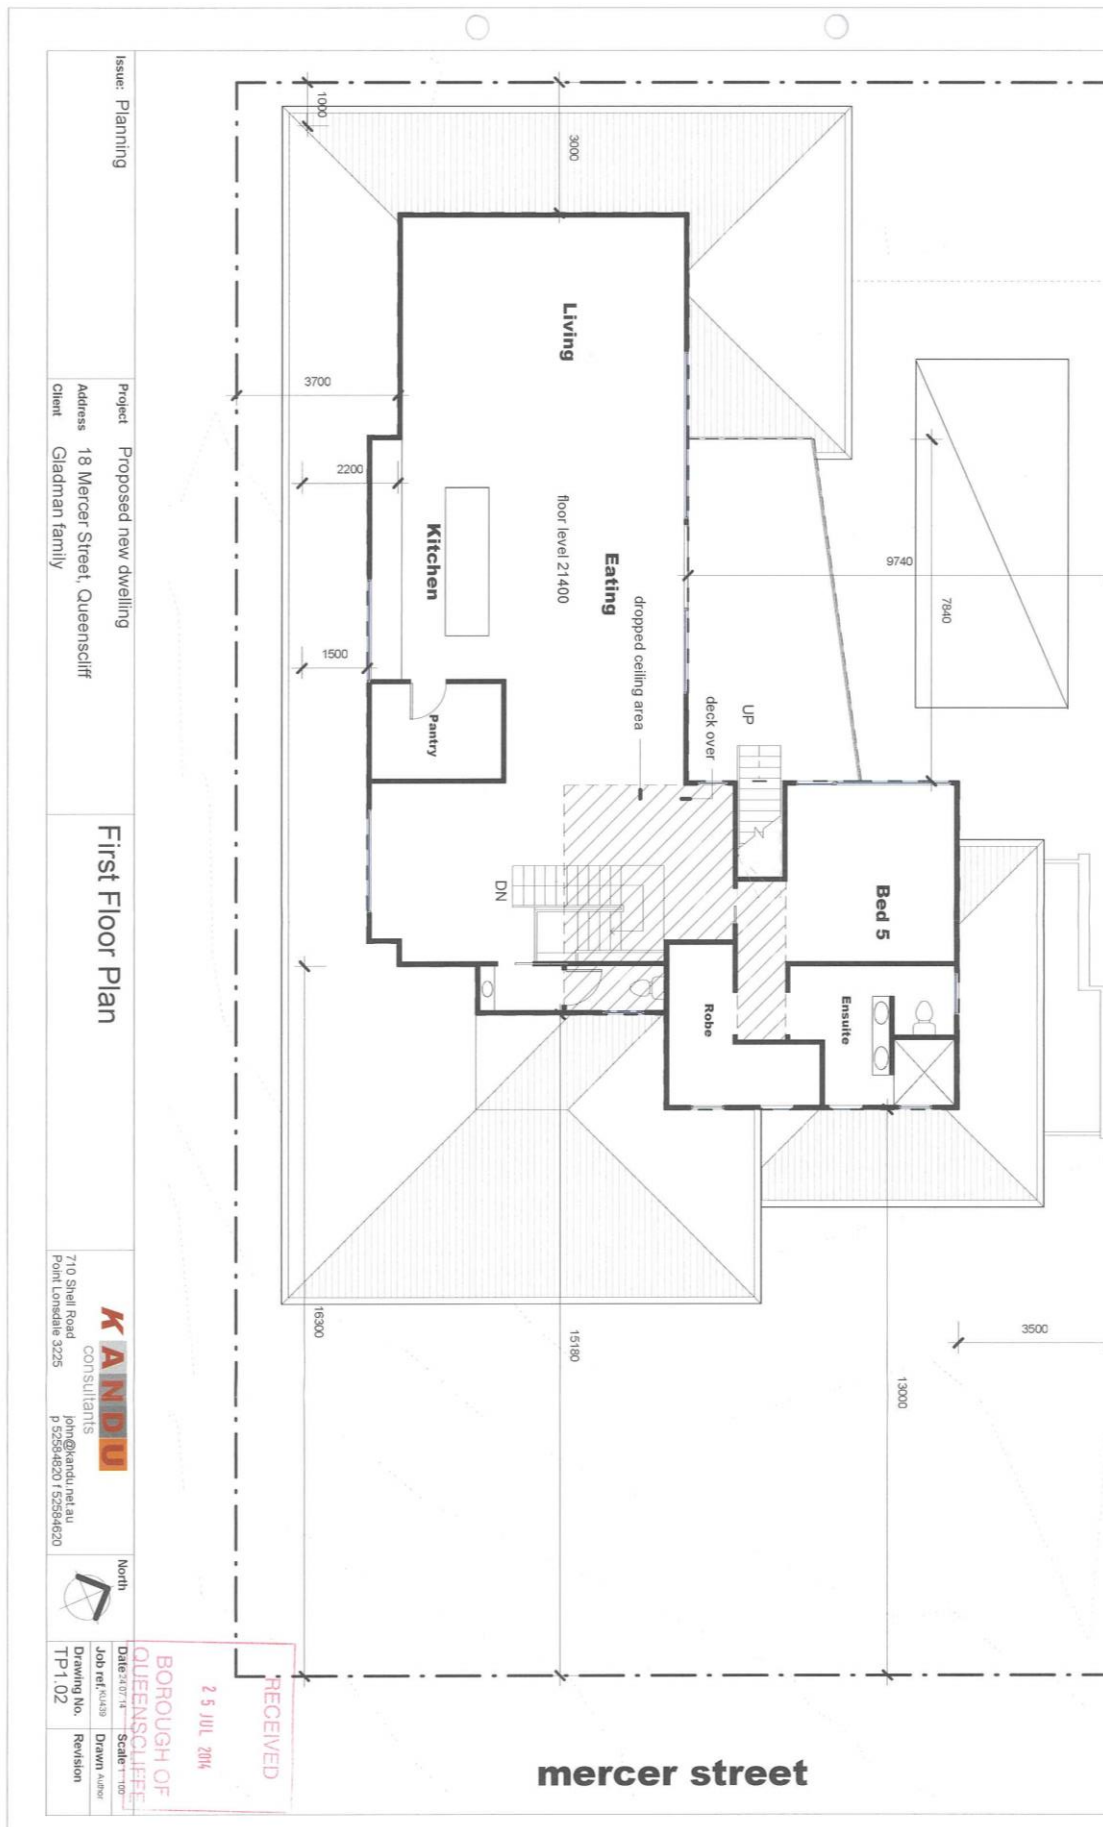 Issue: Planning
Project Proposed new dwelling
Address 18 Mercer Street, Queenscliff
Client Gladman family
First Floor Plan
KANDU
consultants
710 Shell Road
Point Lonsdale 3225
john@kandu.net.au
p 52584820 f 52584620
North
Date 24.07.14
Scale 1 : 100
Job ref. KU439
Drawn Author
Drawing No.
TP1.02
Revision
RECEIVED
25 JUL 2014
BOROUGH OF
QUEENSCLIFFE
1000
3000
3700
2200
1500
9740
7840
3500
16300
15180
13000
Living
Kitchen
floor level 21400
Eating
dropped ceiling area
deck over
UP
Pantry
DN
Bed 5
Robe
Ensuite
mercer street